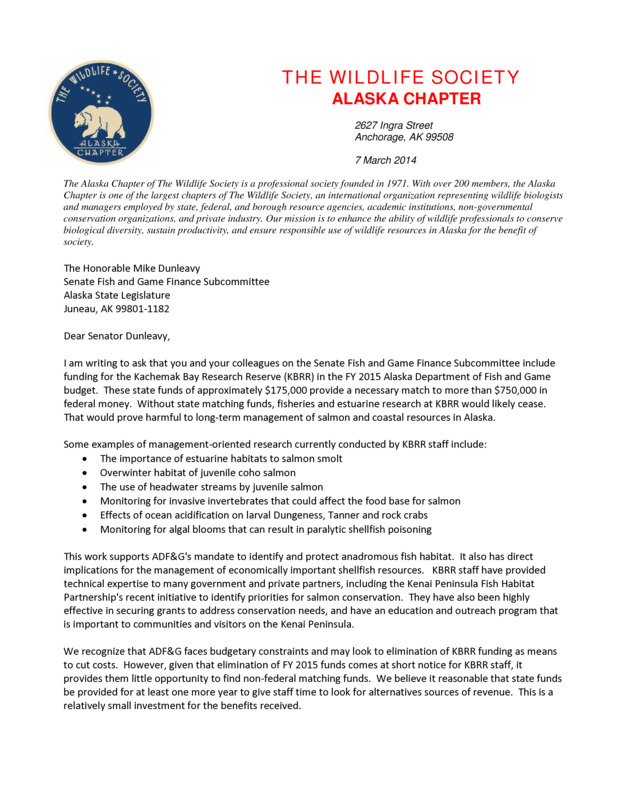 THE WILDLIFE★SOCIETY
ALASKA
CHAPTER
THE WILDLIFE SOCIETY
ALASKA CHAPTER
2627 Ingra Street
Anchorage, AK 99508
7 March 2014
The Alaska Chapter of The Wildlife Society is a professional society founded in 1971. With over 200 members, the Alaska
Chapter is one of the largest chapters of The Wildlife Society, an international organization representing wildlife biologists
and managers employed by state, federal, and borough resource agencies, academic institutions, non-governmental
conservation organizations, and private industry. Our mission is to enhance the ability of wildlife professionals to conserve
biological diversity, sustain productivity, and ensure responsible use of wildlife resources in Alaska for the benefit of
society.
The Honorable Mike Dunleavy
Senate Fish and Game Finance Subcommittee
Alaska State Legislature
Juneau, AK 99801-1182
Dear Senator Dunleavy,
I am writing to ask that you and your colleagues on the Senate Fish and Game Finance Subcommittee include
funding for the Kachemak Bay Research Reserve (KBRR) in the FY 2015 Alaska Department of Fish and Game
budget.  These state funds of approximately $175,000 provide a necessary match to more than $750,000 in
federal money.  Without state matching funds, fisheries and estuarine research at KBRR would likely cease.
That would prove harmful to long-term management of salmon and coastal resources in Alaska.
Some examples of management-oriented research currently conducted by KBRR staff include:
• The importance of estuarine habitats to salmon smolt
• Overwinter habitat of juvenile coho salmon
• The use of headwater streams by juvenile salmon
• Monitoring for invasive invertebrates that could affect the food base for salmon
• Effects of ocean acidification on larval Dungeness, Tanner and rock crabs
• Monitoring for algal blooms that can result in paralytic shellfish poisoning
This work supports ADF&G's mandate to identify and protect anadromous fish habitat.  It also has direct
implications for the management of economically important shellfish resources.   KBRR staff have provided
technical expertise to many government and private partners, including the Kenai Peninsula Fish Habitat
Partnership's recent initiative to identify priorities for salmon conservation.  They have also been highly
effective in securing grants to address conservation needs, and have an education and outreach program that
is important to communities and visitors on the Kenai Peninsula.
We recognize that ADF&G faces budgetary constraints and may look to elimination of KBRR funding as means
to cut costs.  However, given that elimination of FY 2015 funds comes at short notice for KBRR staff, it
provides them little opportunity to find non-federal matching funds.  We believe it reasonable that state funds
be provided for at least one more year to give staff time to look for alternatives sources of revenue.  This is a
relatively small investment for the benefits received.